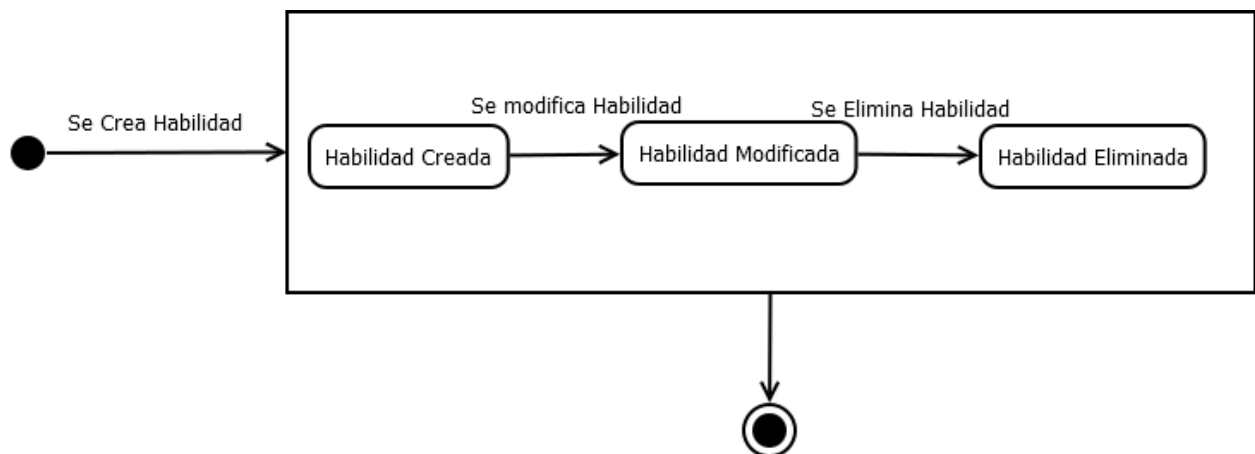 Se Crea Habilidad
Se modifica Habilidad
Se Elimina Habilidad
Habilidad Creada
Habilidad Modificada
Habilidad Eliminada